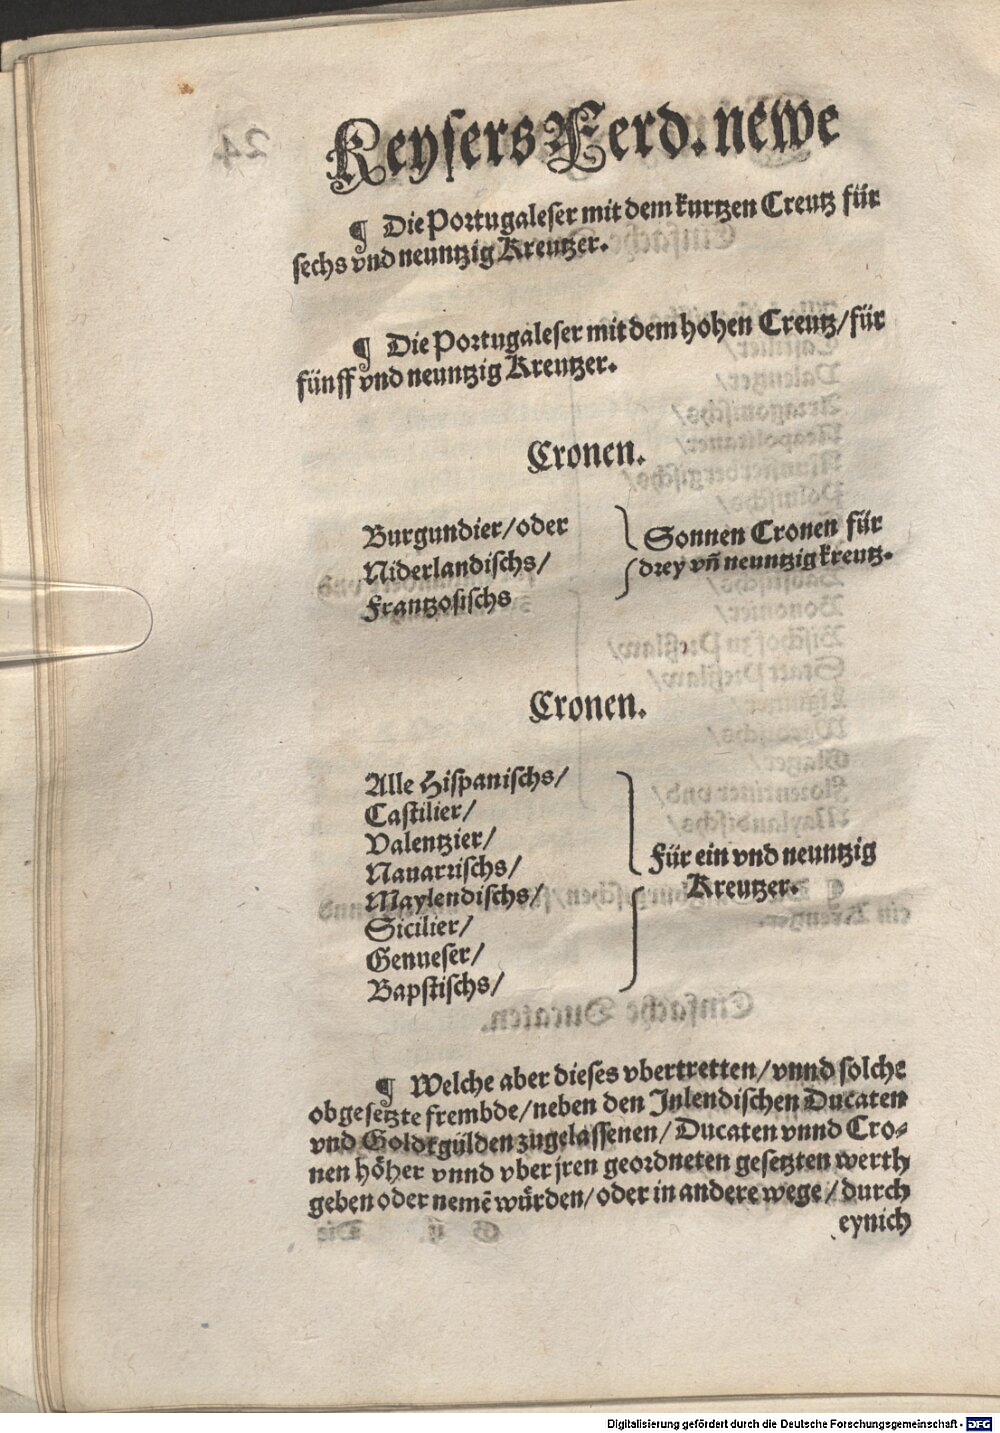 Keysers Ferd. newe
¶ Die Portugaleser mit dem kurtzen Creutz für
sechs vnd neuntzig Kreutzer.
¶ Die Portugaleser mit dem hohen Creutz/für
fünff vnd neuntzig Kreutzer.
Cronen.
Burgundier/oder
Niderlandischs/
Frantzosischs
Sonnen Cronen für
drey vñ neuntzig kreutz.
Cronen.
Alle Hispanischs/
Castilier/
Valentzier/
Nauarrischs/
Maylendischs/
Sicilier/
Genueser/
Bapstischs/
Für ein vnd neuntzig
Kreutzer.
¶ Welche aber dieses vbertretten/vnnd solche
obgesetzte frembde/neben den Inlendischen Ducaten
vnd Goldtgülden zugelassenen/Ducaten vnnd Cro-
nen höher vnnd vber jren geordneten gesetzten werth
geben oder nemē würden/oder in andere wege/durch
eynich
Digitalisierung gefördert durch die Deutsche Forschungsgemeinschaft - DFG